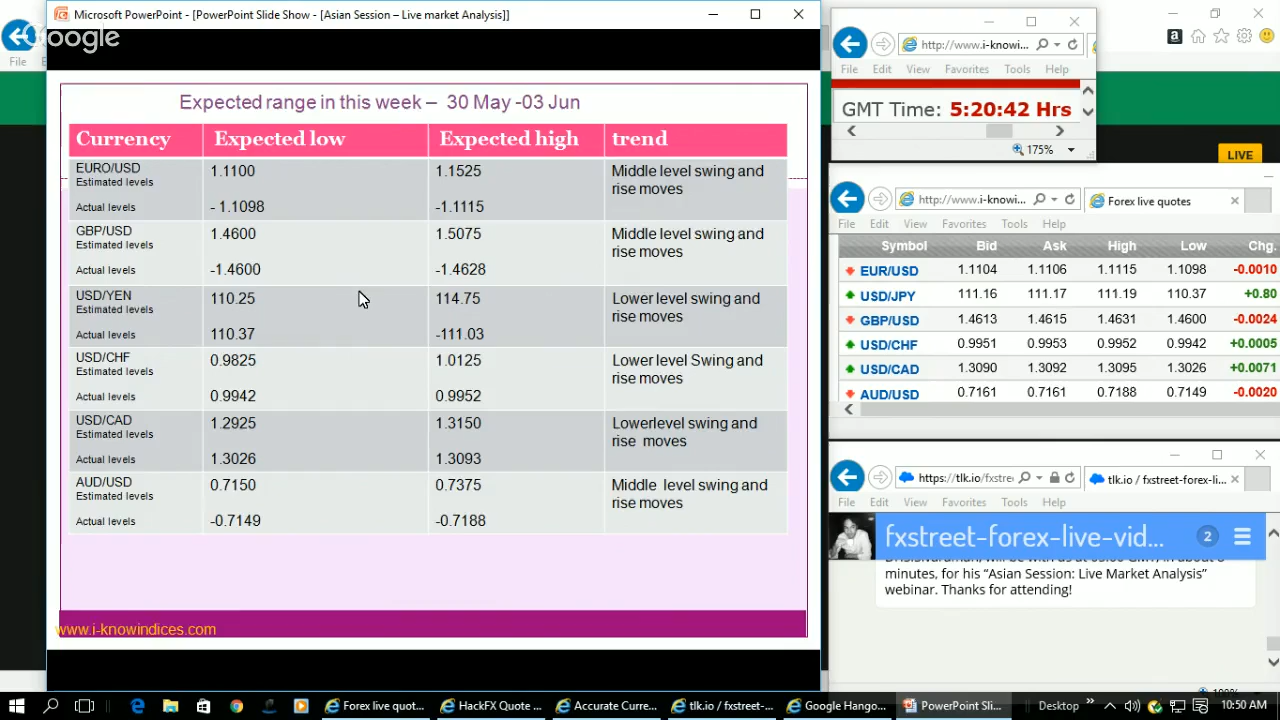 Microsoft PowerPoint - [PowerPoint Slide Show - [Asian Session – Live market Analysis]]
Google
File
Expected range in this week – 30 May -03 Jun
Currency Expected low Expected high trend
EURO/USD 1.1100 1.1525 Middle level swing and
Estimated levels rise moves
Actual levels - 1.1098 -1.1115
GBP/USD 1.4600 1.5075 Middle level swing and
Estimated levels rise moves
Actual levels -1.4600 -1.4628
USD/YEN 110.25 114.75 Lower level swing and
Estimated levels rise moves
Actual levels 110.37 -111.03
USD/CHF 0.9825 1.0125 Lower level Swing and
Estimated levels rise moves
Actual levels 0.9942 0.9952
USD/CAD 1.2925 1.3150 Lowerlevel swing and
Estimated levels rise moves
Actual levels 1.3026 1.3093
AUD/USD 0.7150 0.7375 Middle level swing and
Estimated levels rise moves
Actual levels -0.7149 -0.7188
www.i-knowindices.com
http://www.i-knowi...
File Edit View Favorites Tools Help
GMT Time: 5:20:42 Hrs
175%
LIVE
http://www.i-knowi... Forex live quotes
File Edit View Favorites Tools Help
Symbol Bid Ask High Low Chg.
EUR/USD 1.1104 1.1106 1.1115 1.1098 -0.0010
USD/JPY 111.16 111.17 111.19 110.37 +0.80
GBP/USD 1.4613 1.4615 1.4631 1.4600 -0.0024
USD/CHF 0.9951 0.9953 0.9952 0.9942 +0.0005
USD/CAD 1.3090 1.3092 1.3095 1.3026 +0.0071
AUD/USD 0.7161 0.7162 0.7188 0.7149 -0.0020
https://tlk.io/fxstre tlk.io / fxstreet-forex-li...
File Edit View Favorites Tools Help
fxstreet-forex-live-vid... 2
minutes, for his “Asian Session: Live Market Analysis”
webinar. Thanks for attending!
Forex live quot... HackFX Quote ... Accurate Curre... tlk.io / fxstreet-... Google Hango... PowerPoint Sli... Desktop 10:50 AM